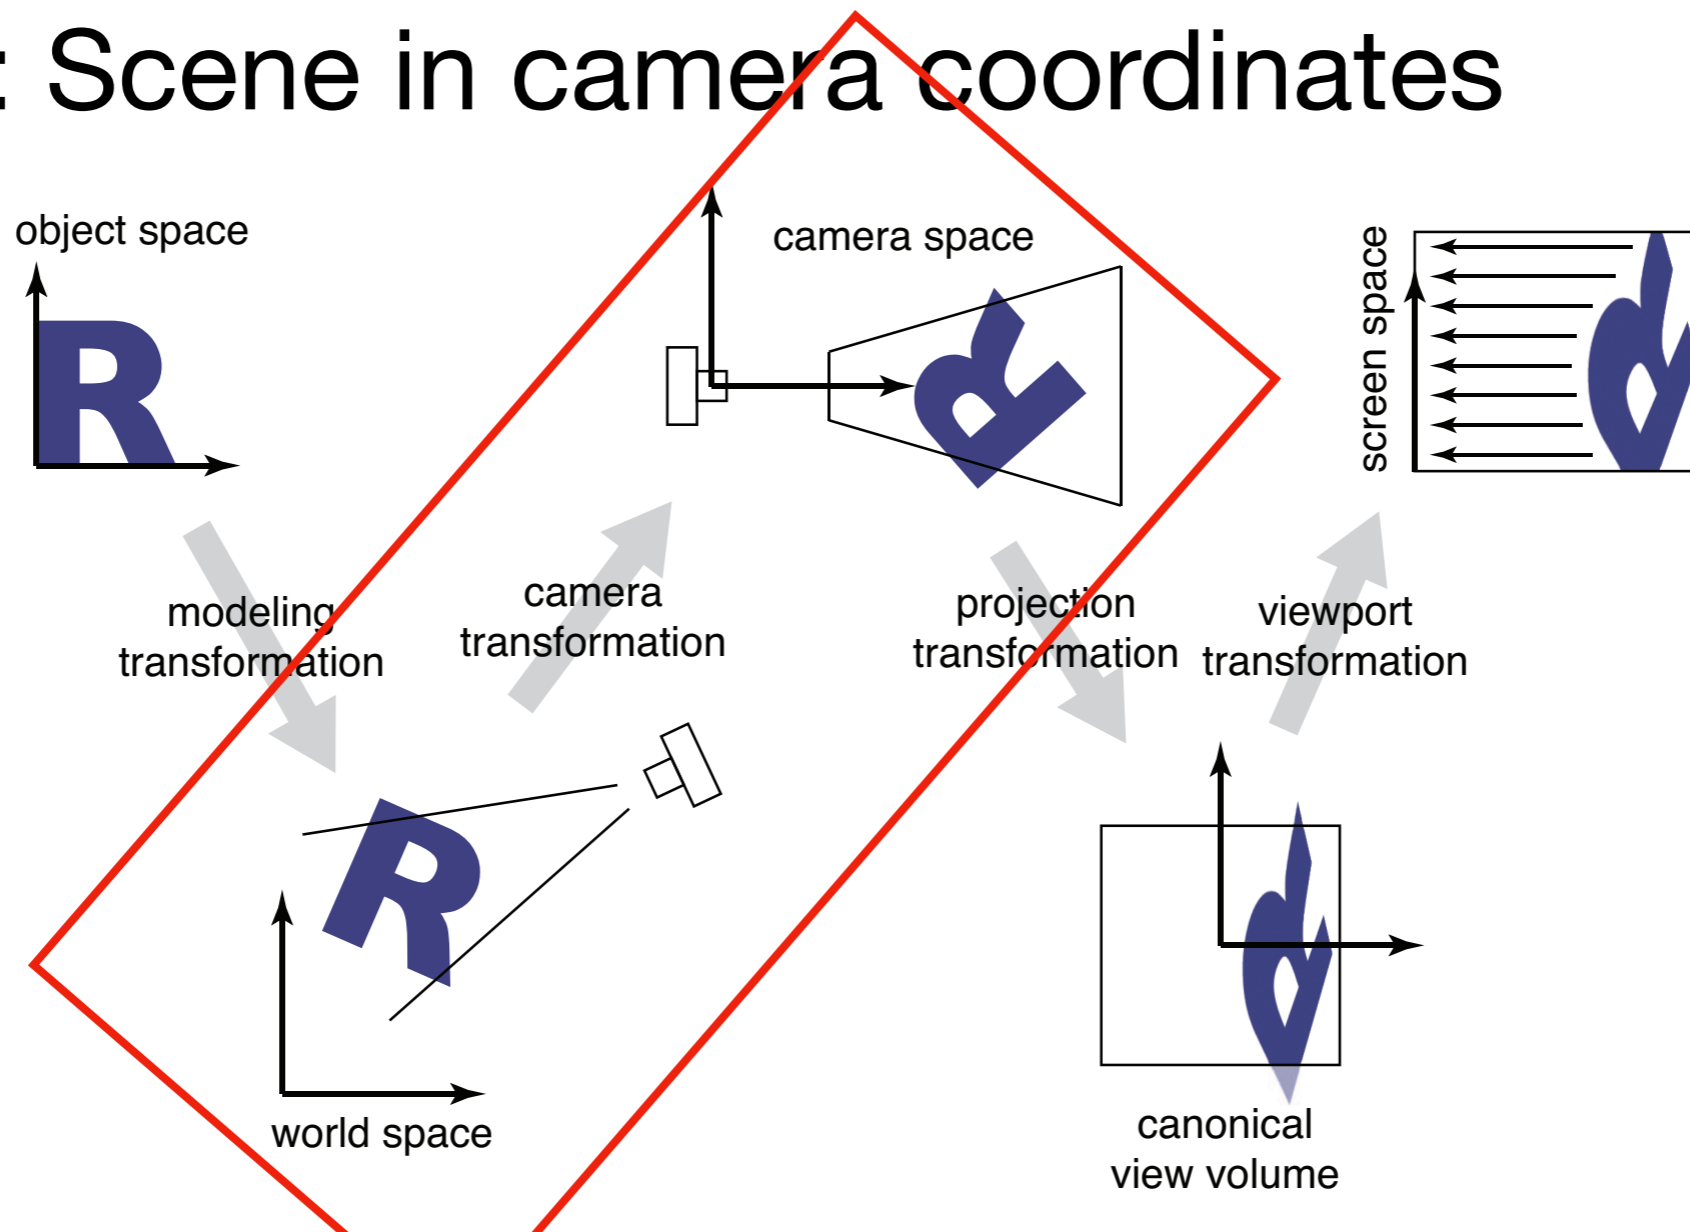 : Scene in camera coordinates
object space
camera space
screen space
modeling
transformation
camera
transformation
projection
transformation
viewport
transformation
world space
canonical
view volume